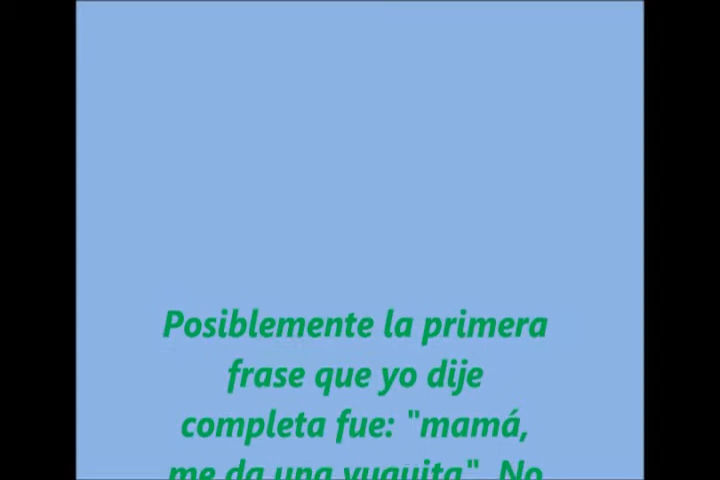 Posiblemente la primera
frase que yo dije
completa fue: "mamá,
me da una yuquita". No